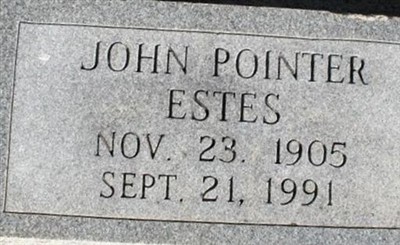 JOHN POINTER
ESTES
NOV. 23. 1905
SEPT. 21, 1991